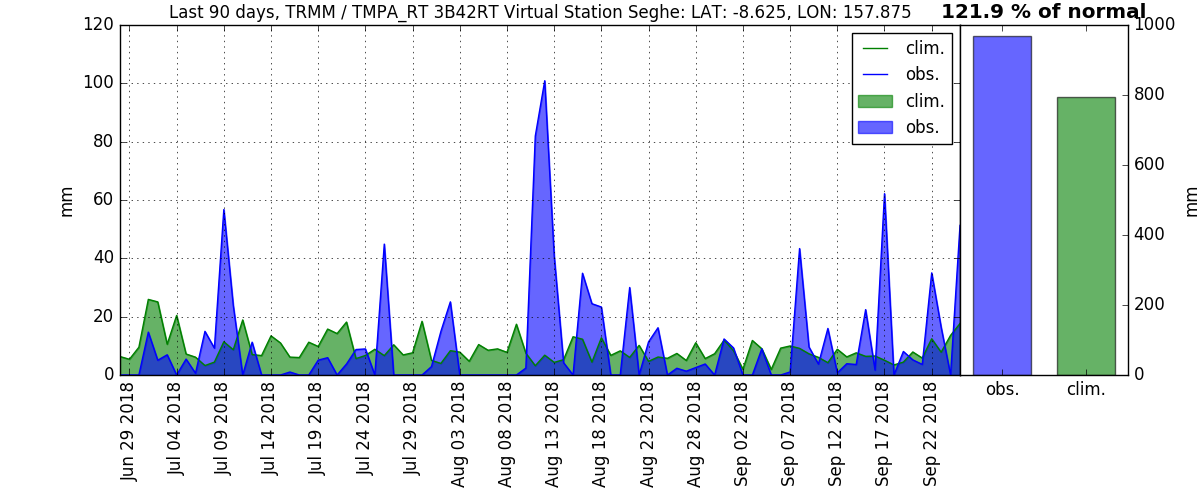 Last 90 days, TRMM / TMPA_RT 3B42RT Virtual Station Seghe: LAT: -8.625, LON: 157.875
121.9 % of normal
120
100
80
60
40
20
0
mm
clim.
obs.
clim.
obs.
1000
800
600
400
200
0
mm
Jun 29 2018
Jul 04 2018
Jul 09 2018
Jul 14 2018
Jul 19 2018
Jul 24 2018
Jul 29 2018
Aug 03 2018
Aug 08 2018
Aug 13 2018
Aug 18 2018
Aug 23 2018
Aug 28 2018
Sep 02 2018
Sep 07 2018
Sep 12 2018
Sep 17 2018
Sep 22 2018
obs.
clim.